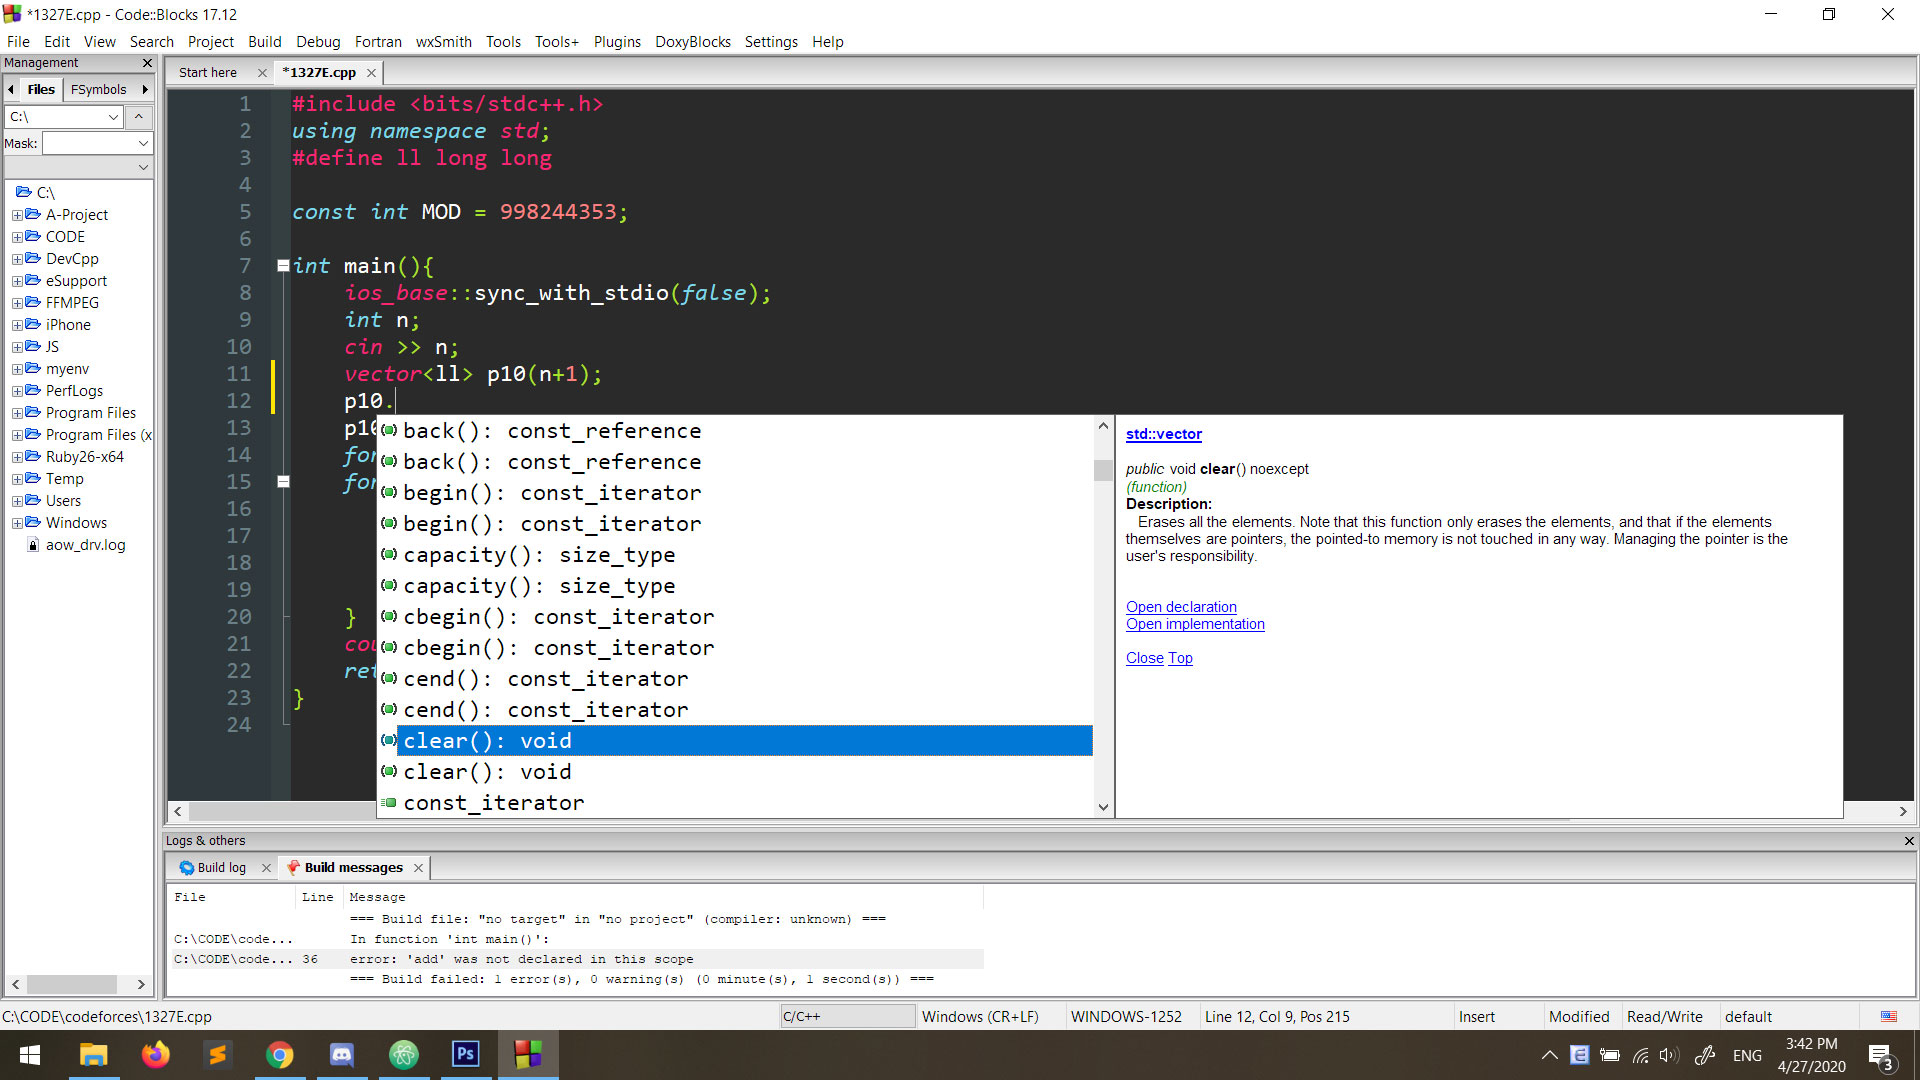 *1327E.cpp - Code::Blocks 17.12
File Edit View Search Project Build Debug Fortran wxSmith Tools Tools+ Plugins DoxyBlocks Settings Help
Management
Files FSymbols
C:\
Mask:
C:\
A-Project
CODE
DevCpp
eSupport
FFMPEG
iPhone
JS
myenv
PerfLogs
Program Files
Program Files (x
Ruby26-x64
Temp
Users
Windows
aow_drv.log
Start here *1327E.cpp
1 #include <bits/stdc++.h>
2 using namespace std;
3 #define ll long long
4
5 const int MOD = 998244353;
6
7 int main(){
8 ios_base::sync_with_stdio(false);
9 int n;
10 cin >> n;
11 vector<ll> p10(n+1);
12 p10.
13 p10
14 for
15 for
16
17
18
19
20 }
21 cou
22 ret
23 }
24
back(): const_reference
back(): const_reference
begin(): const_iterator
begin(): const_iterator
capacity(): size_type
capacity(): size_type
cbegin(): const_iterator
cbegin(): const_iterator
cend(): const_iterator
cend(): const_iterator
clear(): void
clear(): void
const_iterator
std::vector
public void clear() noexcept
(function)
Description:
Erases all the elements. Note that this function only erases the elements, and that if the elements
themselves are pointers, the pointed-to memory is not touched in any way. Managing the pointer is the
user's responsibility.
Open declaration
Open implementation
Close Top
Logs & others
Build log Build messages
File Line Message
=== Build file: "no target" in "no project" (compiler: unknown) ===
C:\CODE\code... In function 'int main()':
C:\CODE\code... 36 error: 'add' was not declared in this scope
=== Build failed: 1 error(s), 0 warning(s) (0 minute(s), 1 second(s)) ===
C:\CODE\codeforces\1327E.cpp C/C++ Windows (CR+LF) WINDOWS-1252 Line 12, Col 9, Pos 215 Insert Modified Read/Write default
Ps
ENG
3:42 PM
4/27/2020
3